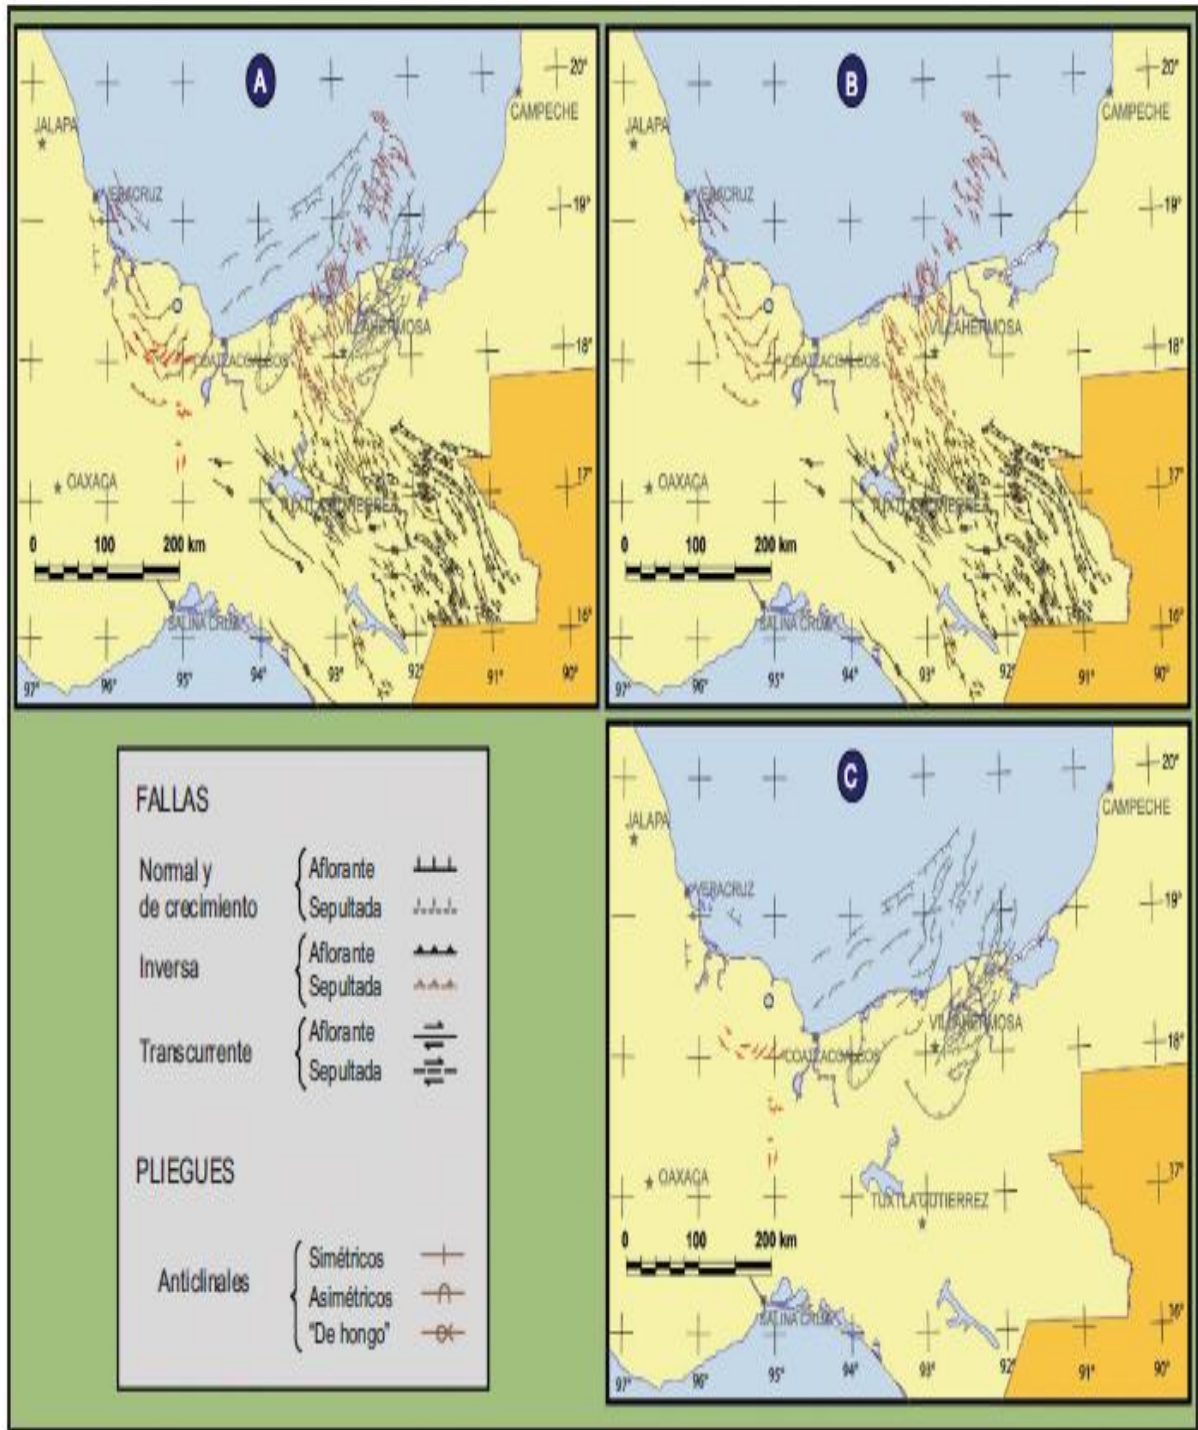 A
20°
CAMPECHE
JALAPA
VERACRUZ
19°
VILLAHERMOSA
18°
COATZACOALCOS
17°
OAXACA
0 100 200 km
SALINA CRUZ
16°
97° 96° 95° 94° 93° 92° 91° 90°
B
20°
CAMPECHE
JALAPA
VERACRUZ
19°
VILLAHERMOSA
18°
COATZACOALCOS
17°
OAXACA
0 100 200 km
SALINA CRUZ
16°
97° 96° 95° 94° 93° 92° 91° 90°
C
20°
CAMPECHE
JALAPA
VERACRUZ
19°
VILLAHERMOSA
18°
COATZACOALCOS
17°
OAXACA
TUXTLA GUTIERREZ
0 100 200 km
SALINA CRUZ
16°
97° 96° 95° 94° 93° 92° 91° 90°
FALLAS
Normal y
de crecimiento
Aflorante
Sepultada
Inversa
Aflorante
Sepultada
Transcurrente
Aflorante
Sepultada
PLIEGUES
Anticlinales
Simétricos
Asimétricos
"De hongo"